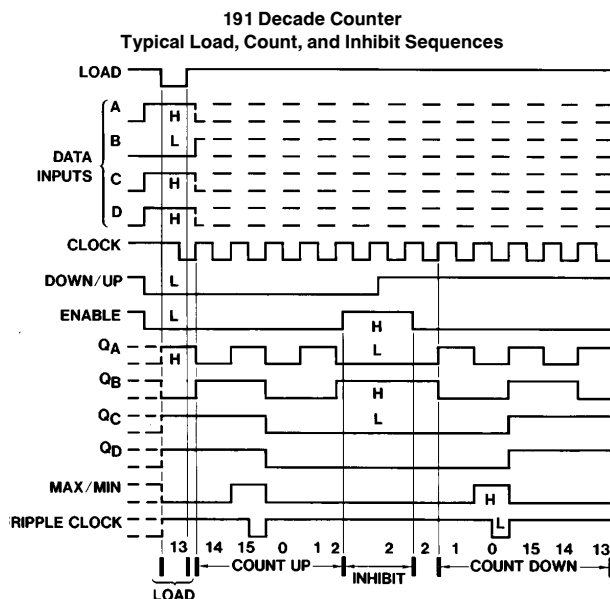 191 Decade Counter
Typical Load, Count, and Inhibit Sequences
LOAD
A
H
B
L
DATA
INPUTS
C
H
D
H
CLOCK
DOWN/UP
L
ENABLE
L
H
QA
H
L
QB
H
QC
L
QD
MAX/MIN
H
RIPPLE CLOCK
L
13 14 15 0 1 2 2 2 1 0 15 14 13
COUNT UP
INHIBIT
COUNT DOWN
LOAD